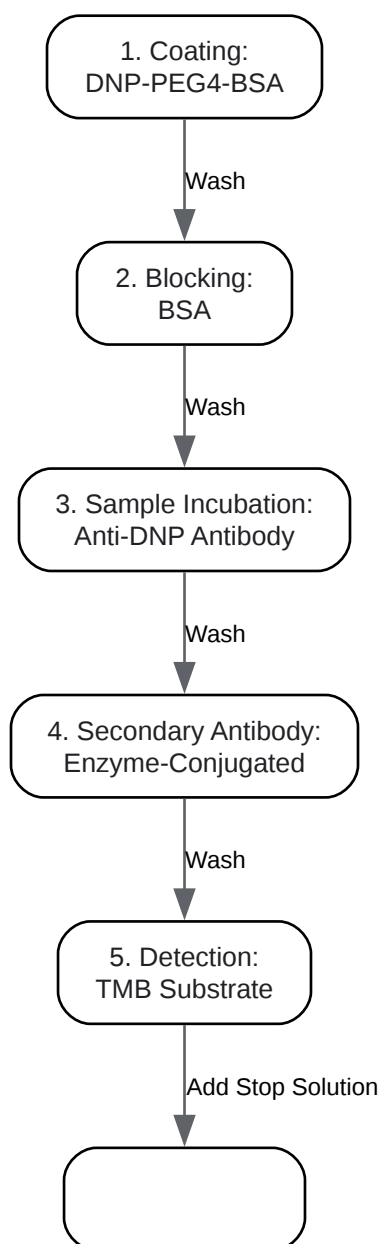 1. Coating:
DNP-PEG4-BSA
Wash
2. Blocking:
BSA
Wash
3. Sample Incubation:
Anti-DNP Antibody
Wash
4. Secondary Antibody:
Enzyme-Conjugated
Wash
5. Detection:
TMB Substrate
Add Stop Solution